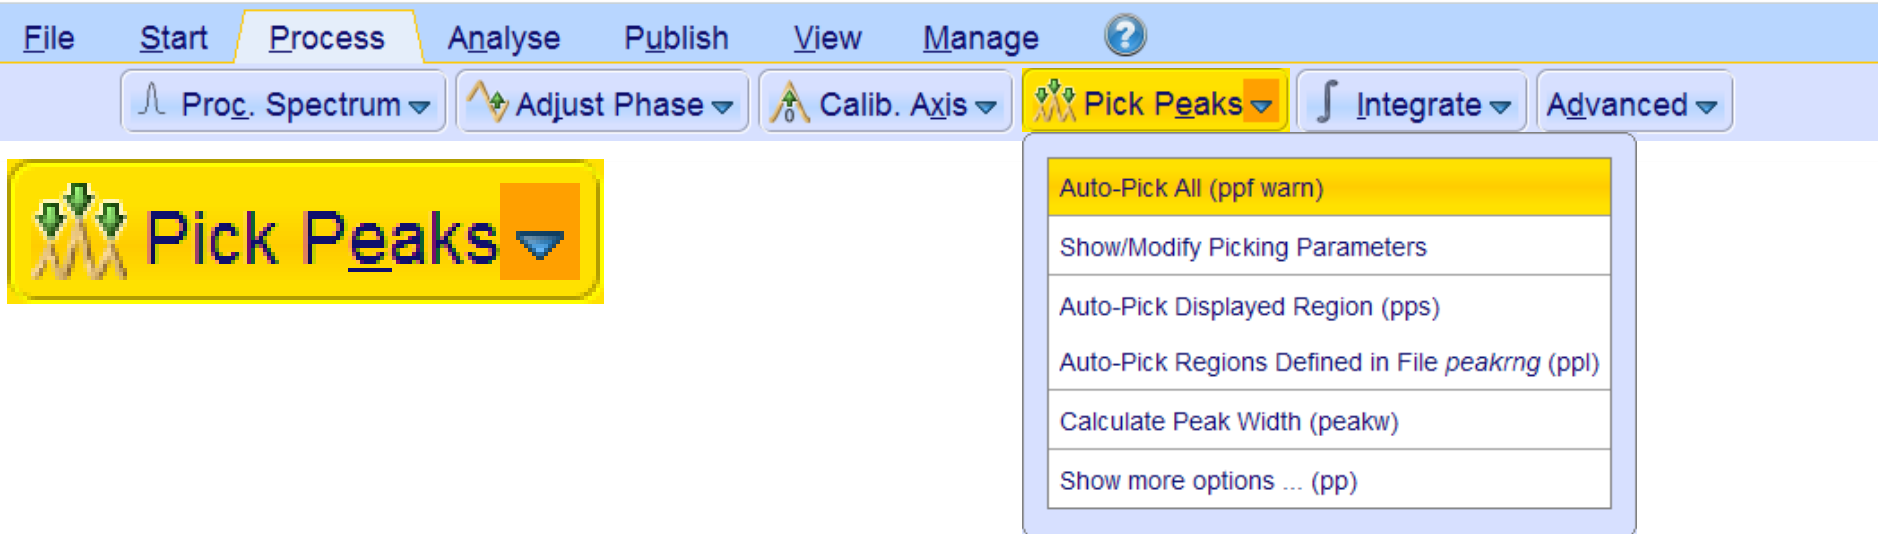 File Start Process Analyse Publish View Manage ?
Proc. Spectrum Adjust Phase Calib. Axis Pick Peaks Integrate Advanced
Pick Peaks
Auto-Pick All (ppf warn)
Show/Modify Picking Parameters
Auto-Pick Displayed Region (pps)
Auto-Pick Regions Defined in File peakrng (ppl)
Calculate Peak Width (peakw)
Show more options ... (pp)